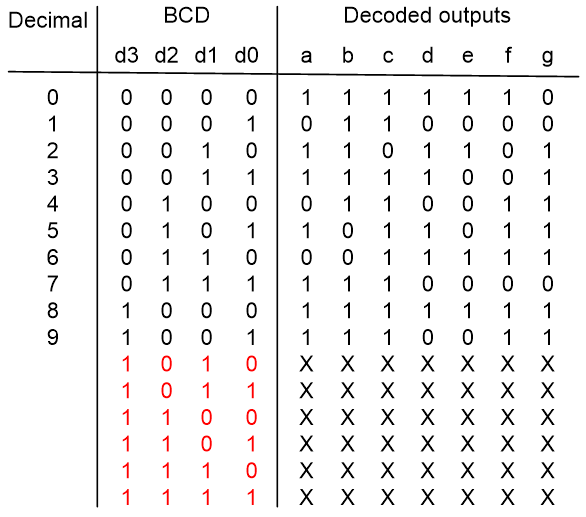 Decimal BCD Decoded outputs
d3 d2 d1 d0 a b c d e f g
0 0 0 0 0 1 1 1 1 1 1 0
1 0 0 0 1 0 1 1 0 0 0 0
2 0 0 1 0 1 1 0 1 1 0 1
3 0 0 1 1 1 1 1 1 0 0 1
4 0 1 0 0 0 1 1 0 0 1 1
5 0 1 0 1 1 0 1 1 0 1 1
6 0 1 1 0 0 0 1 1 1 1 1
7 0 1 1 1 1 1 1 0 0 0 0
8 1 0 0 0 1 1 1 1 1 1 1
9 1 0 0 1 1 1 1 0 0 1 1
1 0 1 0 X X X X X X X
1 0 1 1 X X X X X X X
1 1 0 0 X X X X X X X
1 1 0 1 X X X X X X X
1 1 1 0 X X X X X X X
1 1 1 1 X X X X X X X